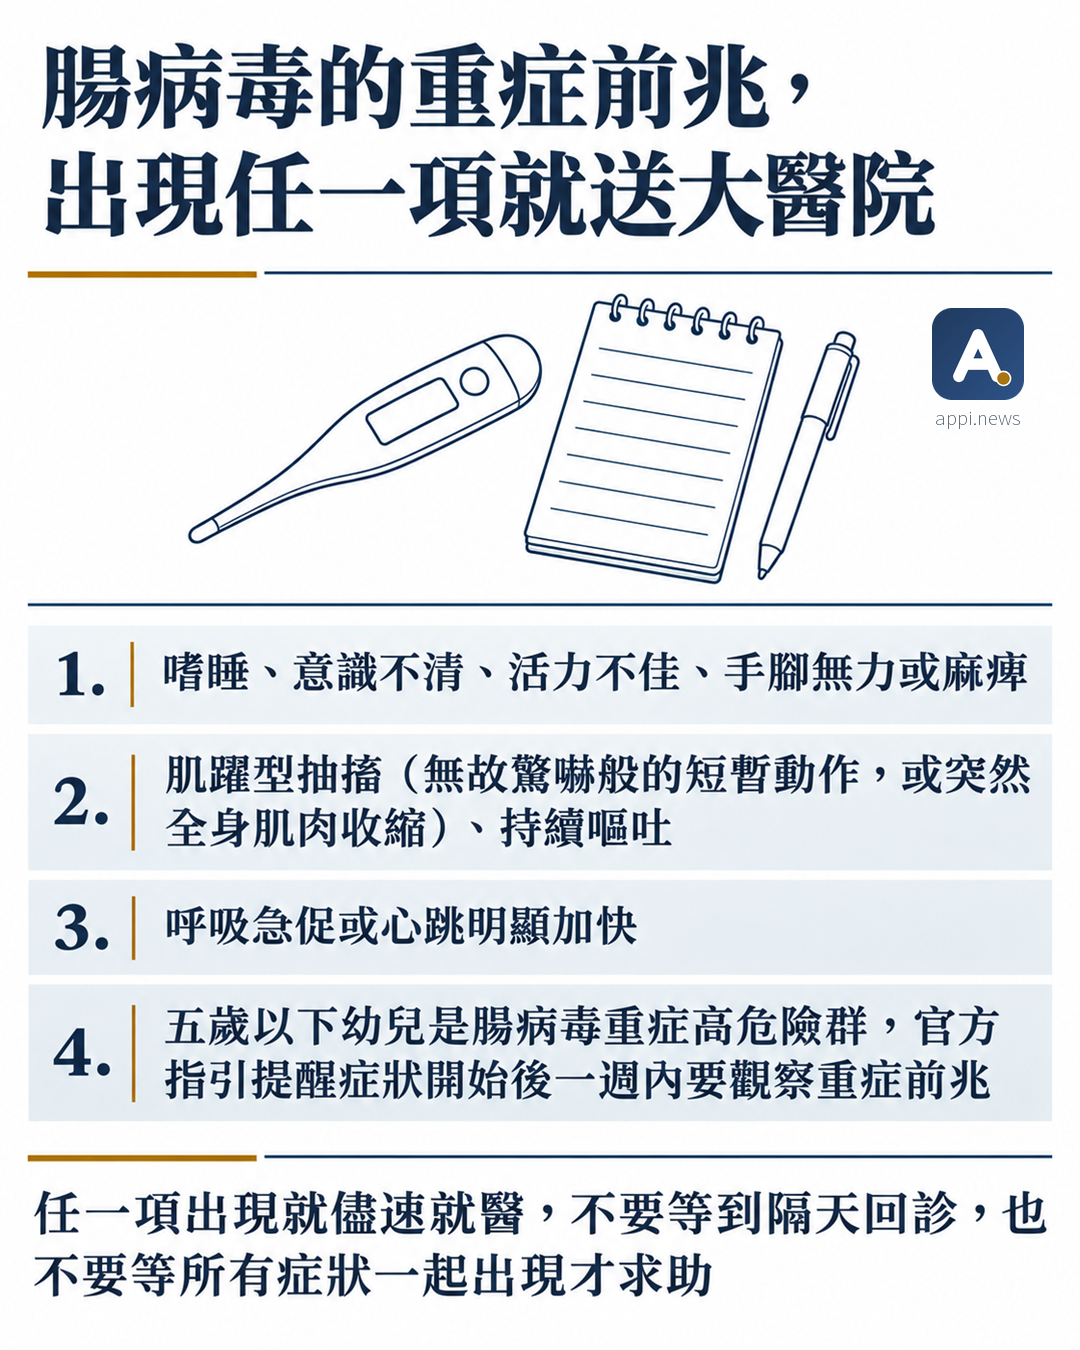 腸病毒的重症前兆，
出現任一項就送大醫院
A
appi.news
1. 嗜睡、意識不清、活力不佳、手腳無力或麻痺
2. 肌躍型抽搐（無故驚嚇般的短暫動作，或突然
全身肌肉收縮）、持續嘔吐
3. 呼吸急促或心跳明顯加快
4. 五歲以下幼兒是腸病毒重症高危險群，官方
指引提醒症狀開始後一週內要觀察重症前兆
任一項出現就儘速就醫，不要等到隔天回診，也
不要等所有症狀一起出現才求助